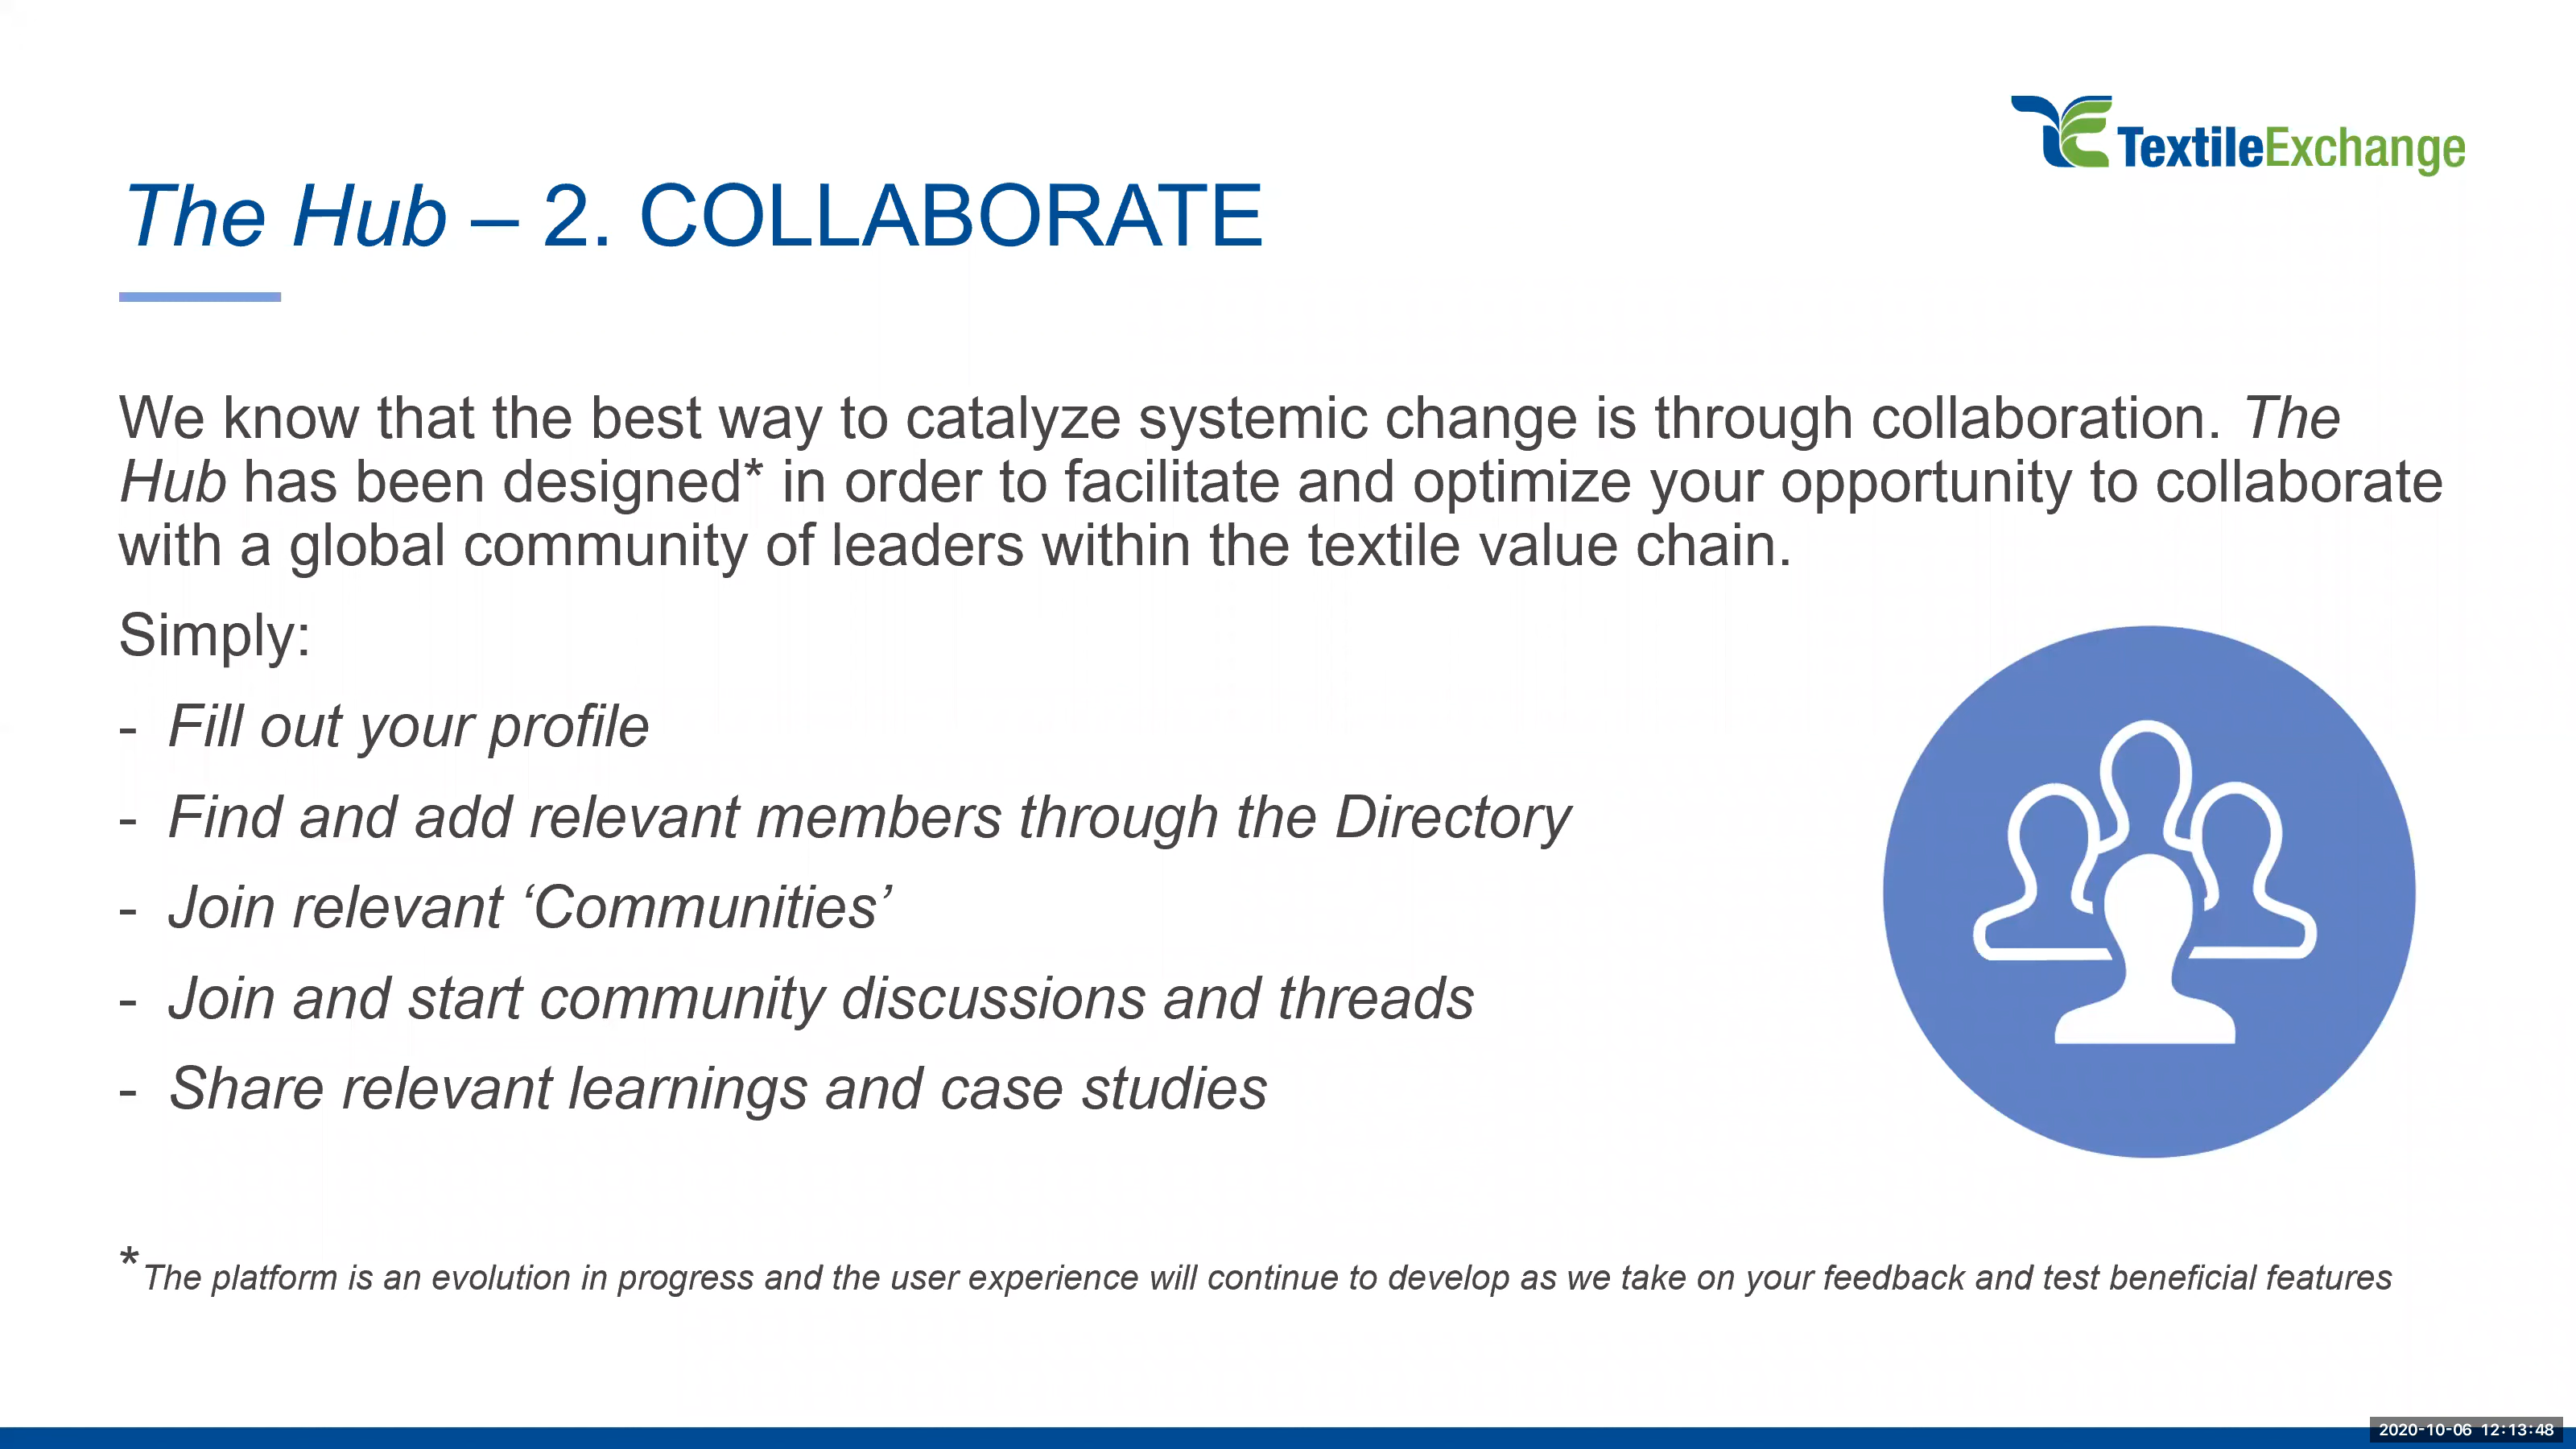 TextileExchange
The Hub – 2. COLLABORATE
We know that the best way to catalyze systemic change is through collaboration. The
Hub has been designed* in order to facilitate and optimize your opportunity to collaborate
with a global community of leaders within the textile value chain.
Simply:
- Fill out your profile
- Find and add relevant members through the Directory
- Join relevant ‘Communities’
- Join and start community discussions and threads
- Share relevant learnings and case studies
* The platform is an evolution in progress and the user experience will continue to develop as we take on your feedback and test beneficial features
2020-10-06 12:13:48